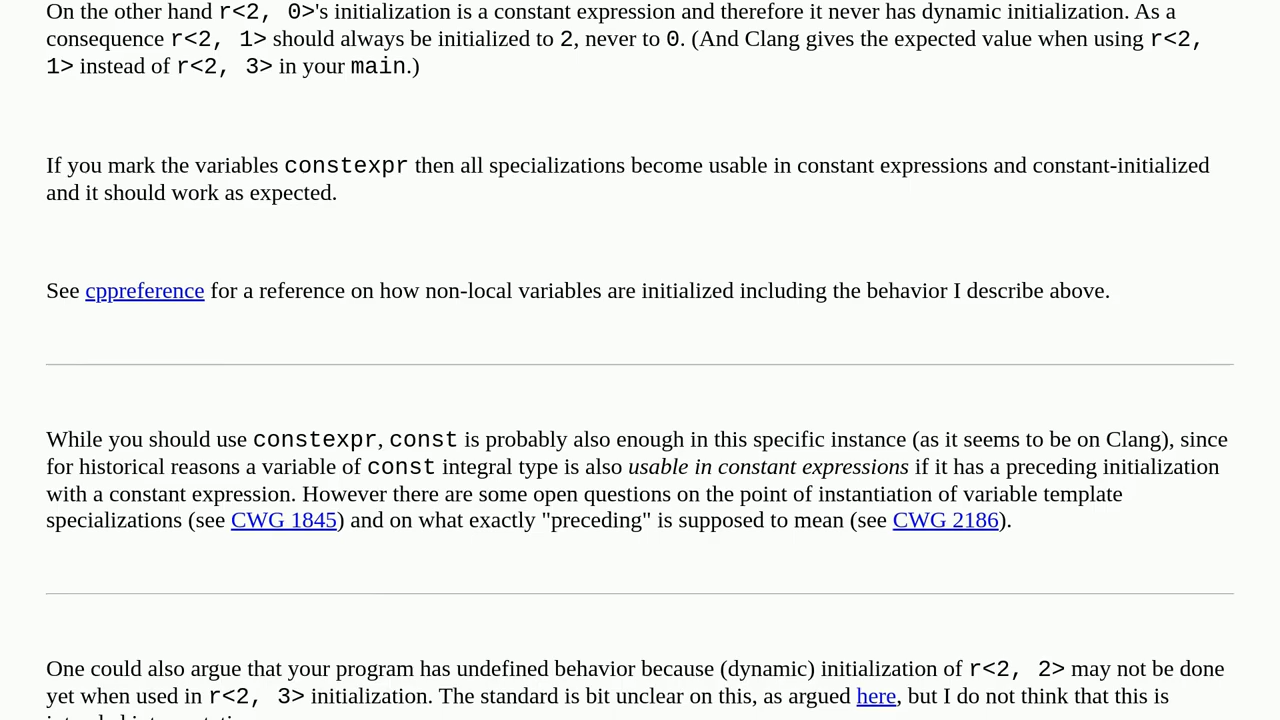 On the other hand r<2, 0>'s initialization is a constant expression and therefore it never has dynamic initialization. As a
consequence r<2, 1> should always be initialized to 2, never to 0. (And Clang gives the expected value when using r<2,
1> instead of r<2, 3> in your main.)
If you mark the variables constexpr then all specializations become usable in constant expressions and constant-initialized
and it should work as expected.
See cppreference for a reference on how non-local variables are initialized including the behavior I describe above.
While you should use constexpr, const is probably also enough in this specific instance (as it seems to be on Clang), since
for historical reasons a variable of const integral type is also usable in constant expressions if it has a preceding initialization
with a constant expression. However there are some open questions on the point of instantiation of variable template
specializations (see CWG 1845) and on what exactly "preceding" is supposed to mean (see CWG 2186).
One could also argue that your program has undefined behavior because (dynamic) initialization of r<2, 2> may not be done
yet when used in r<2, 3> initialization. The standard is bit unclear on this, as argued here, but I do not think that this is